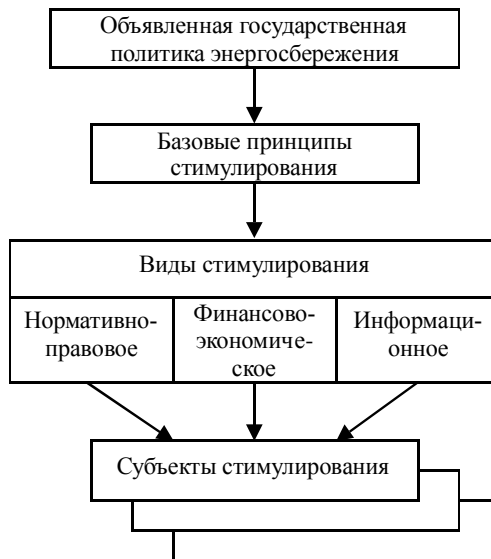 Объявленная государственная
политика энергосбережения
Базовые принципы
стимулирования
Виды стимулирования
Нормативно-
правовое
Финансово-
экономиче-
ское
Информаци-
онное
Субъекты стимулирования